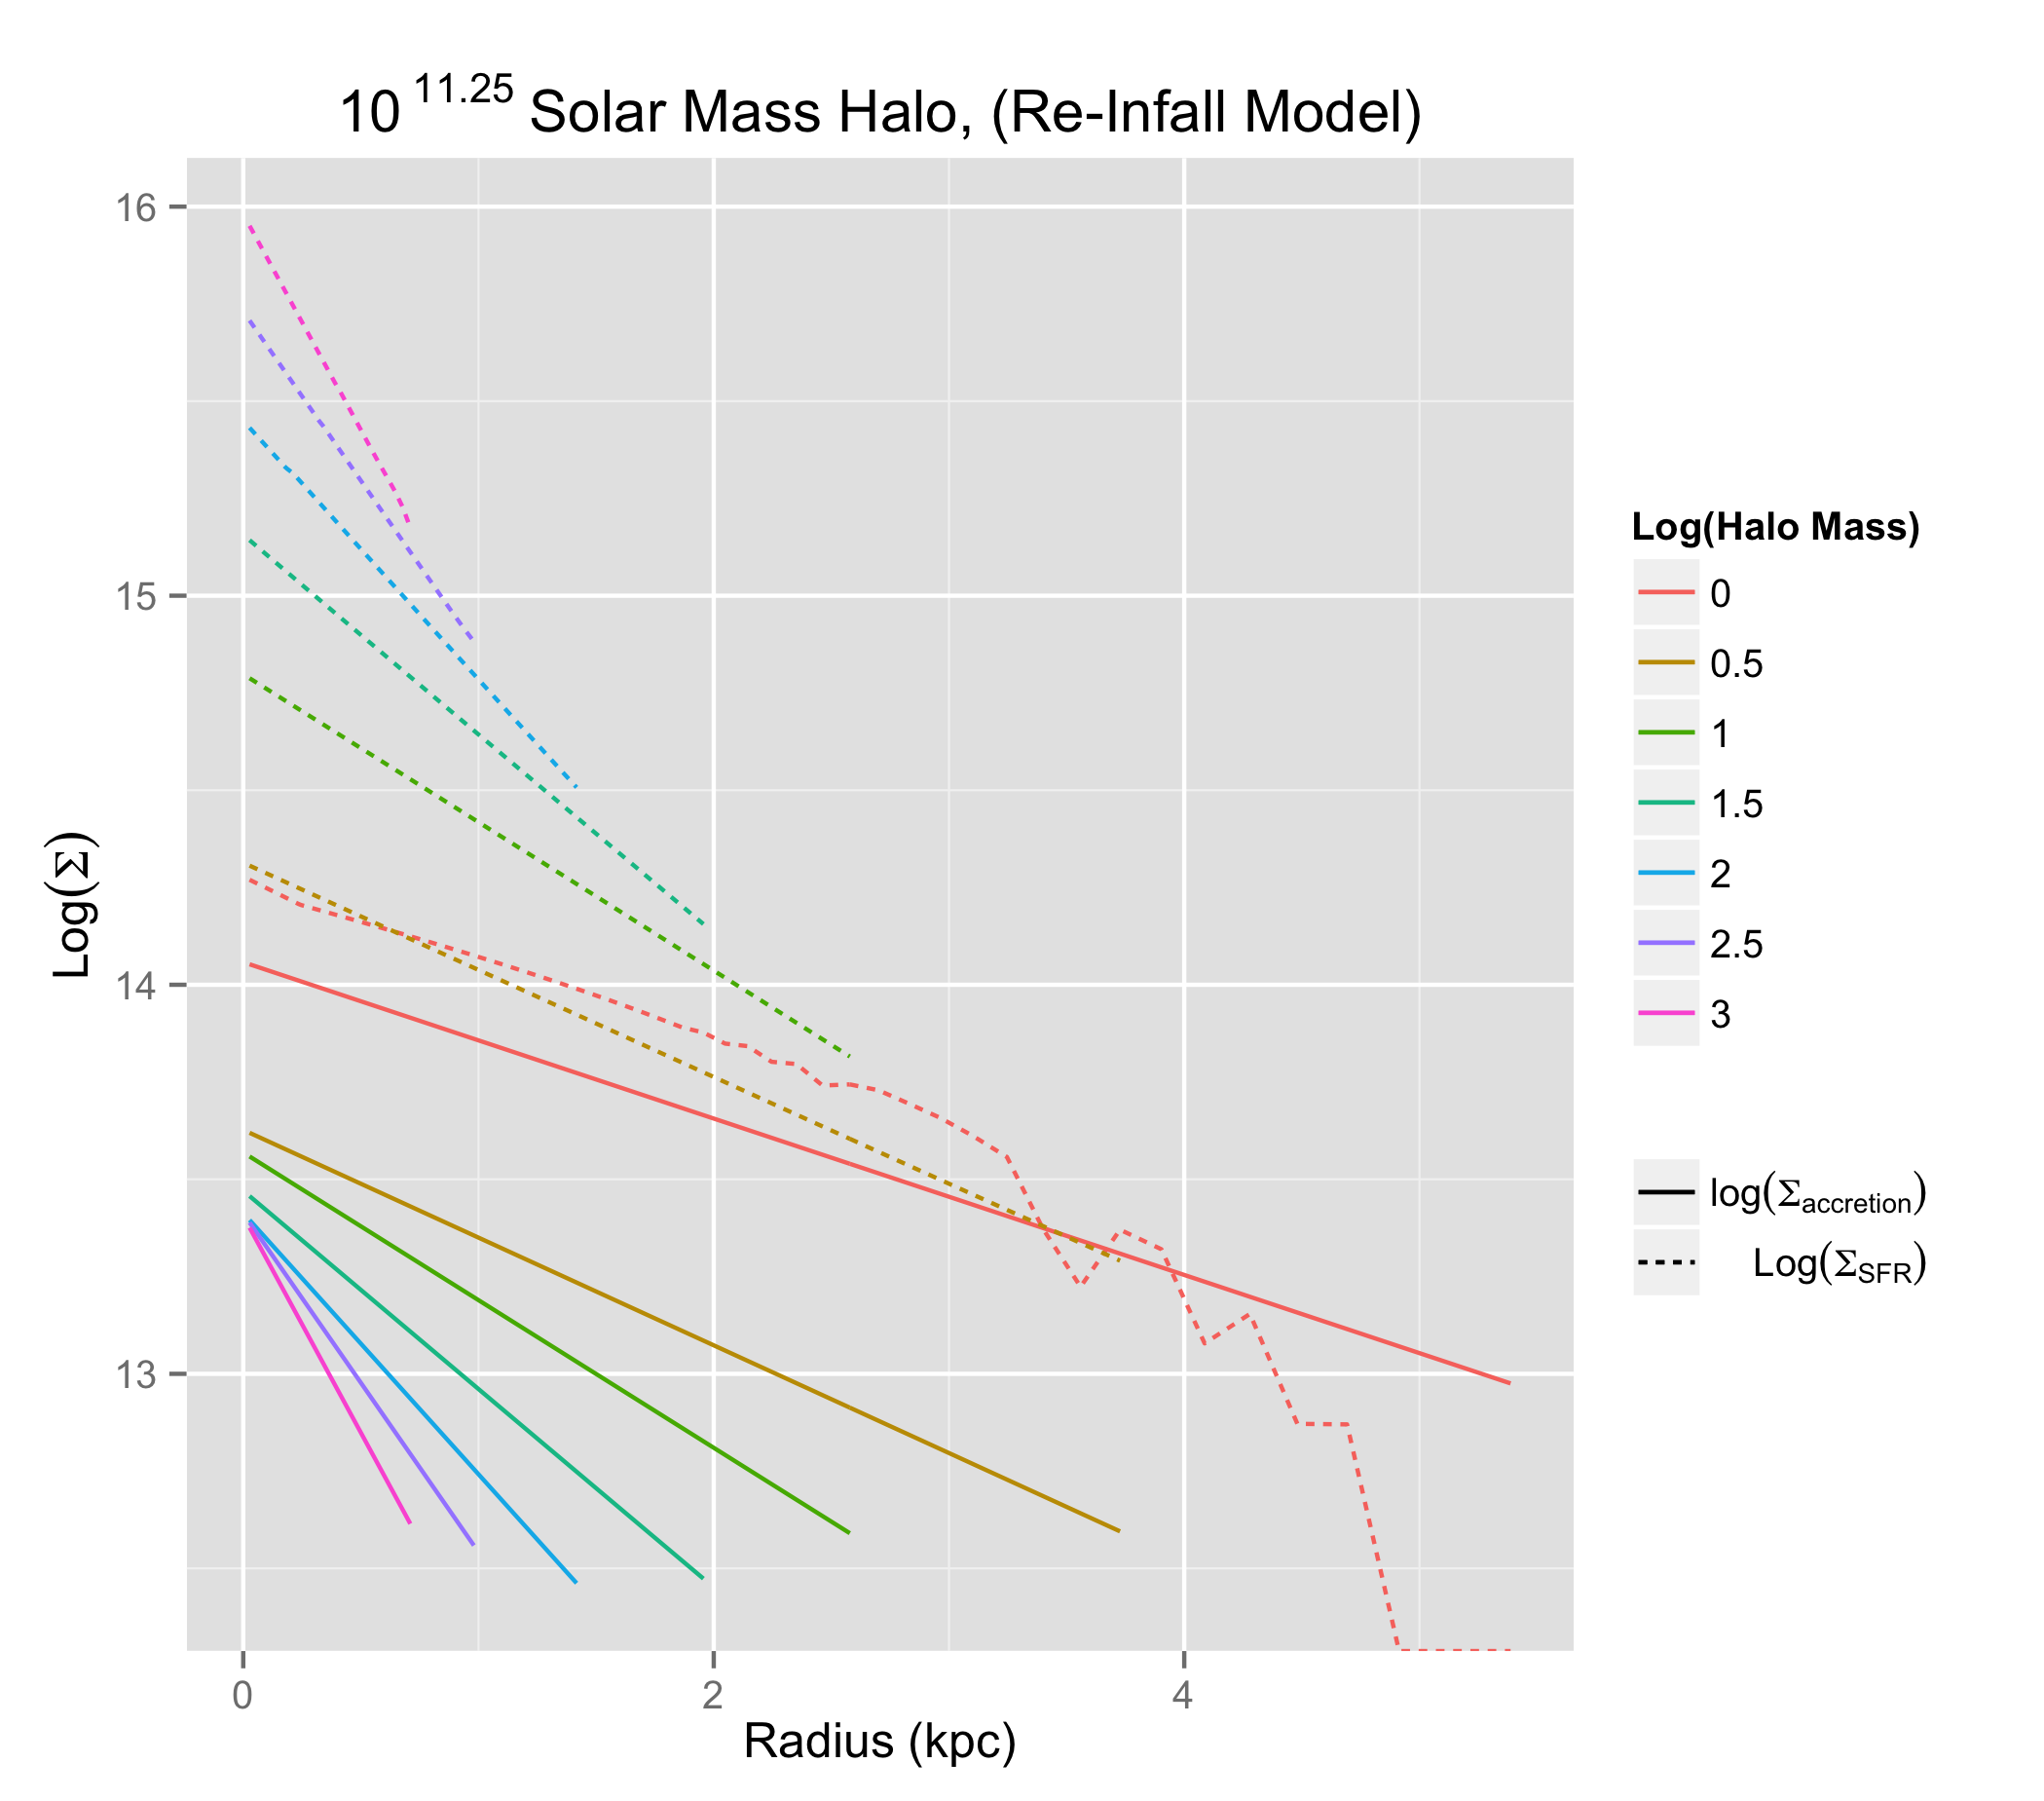 10^11.25 Solar Mass Halo, (Re-Infall Model)
16
15
14
13
Log(Σ)
0
2
4
Radius (kpc)
Log(Halo Mass)
0
0.5
1
1.5
2
2.5
3
log(Σaccretion)
Log(ΣSFR)